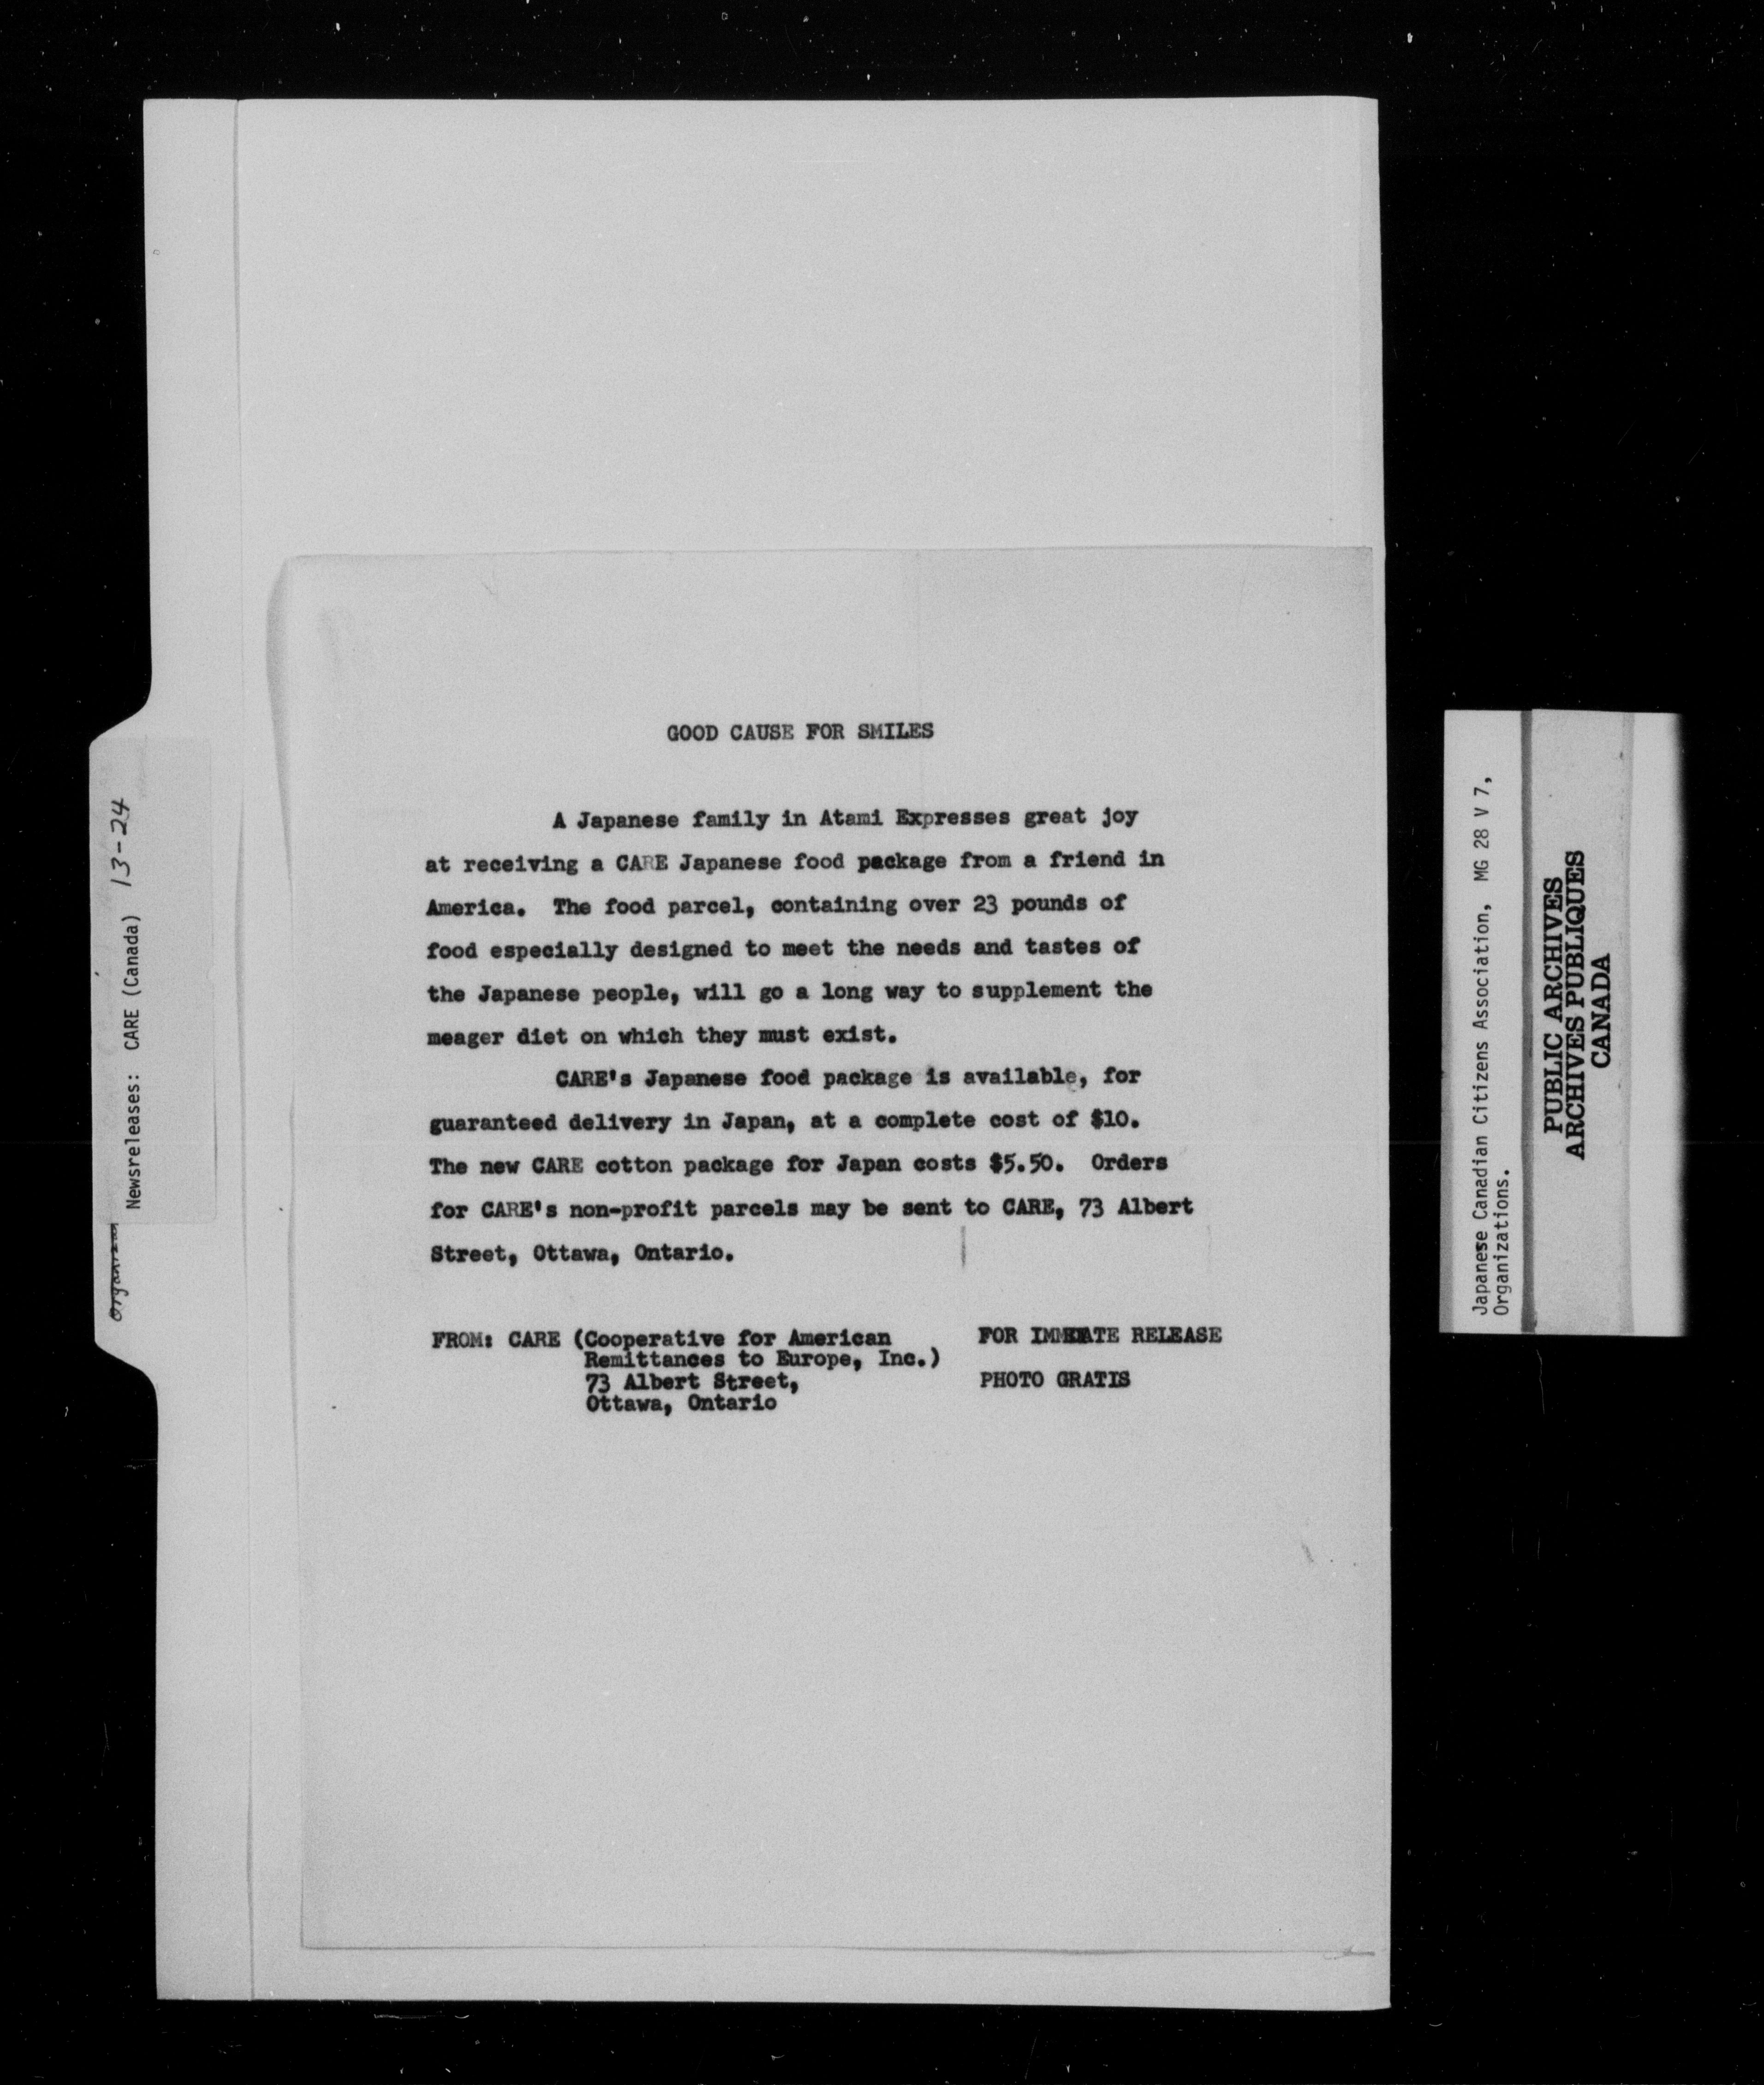 GOOD CAUSE FOR SMILES
A Japanese family in Atami Expresses great joy
at receiving a CARE Japanese food package from a friend in
America. The food parcel, containing over 23 pounds of
food especially designed to meet the needs and tastes of
the Japanese people, will go a long way to supplement the
meager diet on which they must exist.
CARE's Japanese food package is available, for
guaranteed delivery in Japan, at a complete cost of $10.
The new CARE cotton package for Japan costs $5.50. Orders
for CARE's non-profit parcels may be sent to CARE, 73 Albert
Street, Ottawa, Ontario.
FROM: CARE (Cooperative for American
Remittances to Europe, Inc.)
73 Albert Street,
Ottawa, Ontario
FOR RELEASE
PHOTO GRATIS
Newsreleases: CARE (Canada) 13-24
Japanese Canadian Citizens Association, MG 28 V 7,
Organizations.
PUBLIC ARCHIVES
ARCHIVES PUBLIQUES
CANADA